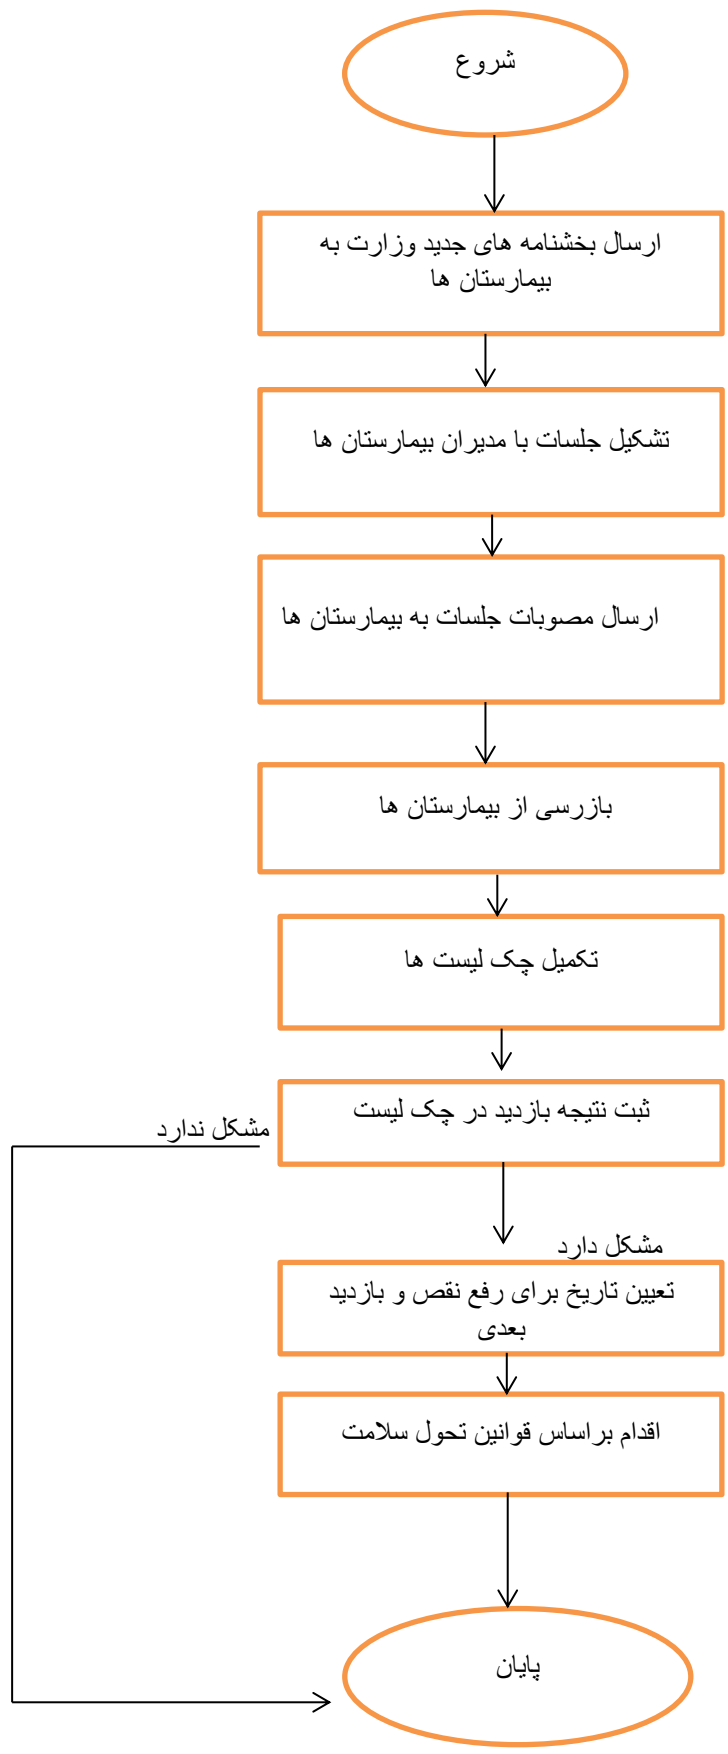 شروع
ارسال بخشنامه های جدید وزارت به
بیمارستان ها
تشکیل جلسات با مدیران بیمارستان ها
ارسال مصوبات جلسات به بیمارستان ها
بازرسی از بیمارستان ها
تکمیل چک لیست ها
ثبت نتیجه بازدید در چک لیست
مشکل ندارد
مشکل دارد
تعیین تاریخ برای رفع نقص و بازدید
بعدی
اقدام براساس قوانین تحول سلامت
پایان